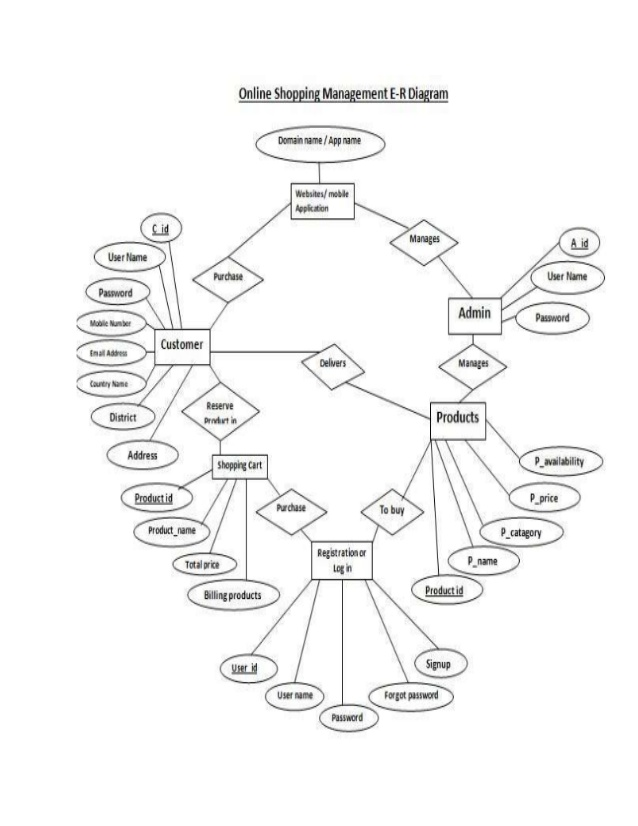 Online Shopping Management E-R Diagram
Domain name / App name
Websites/ mobile
Application
C_id
User Name
Password
Mobile Number
Email Address
Country Name
District
Address
Customer
Purchase
Manages
A_id
User Name
Password
Admin
Delivers
Manages
Products
Reserve
Product in
Shopping Cart
Product id
Product_name
Total price
Billing products
Purchase
To buy
P_availability
P_price
P_catagory
P_name
Product id
Registration or
Log in
User_id
User name
Password
Forgot password
Signup